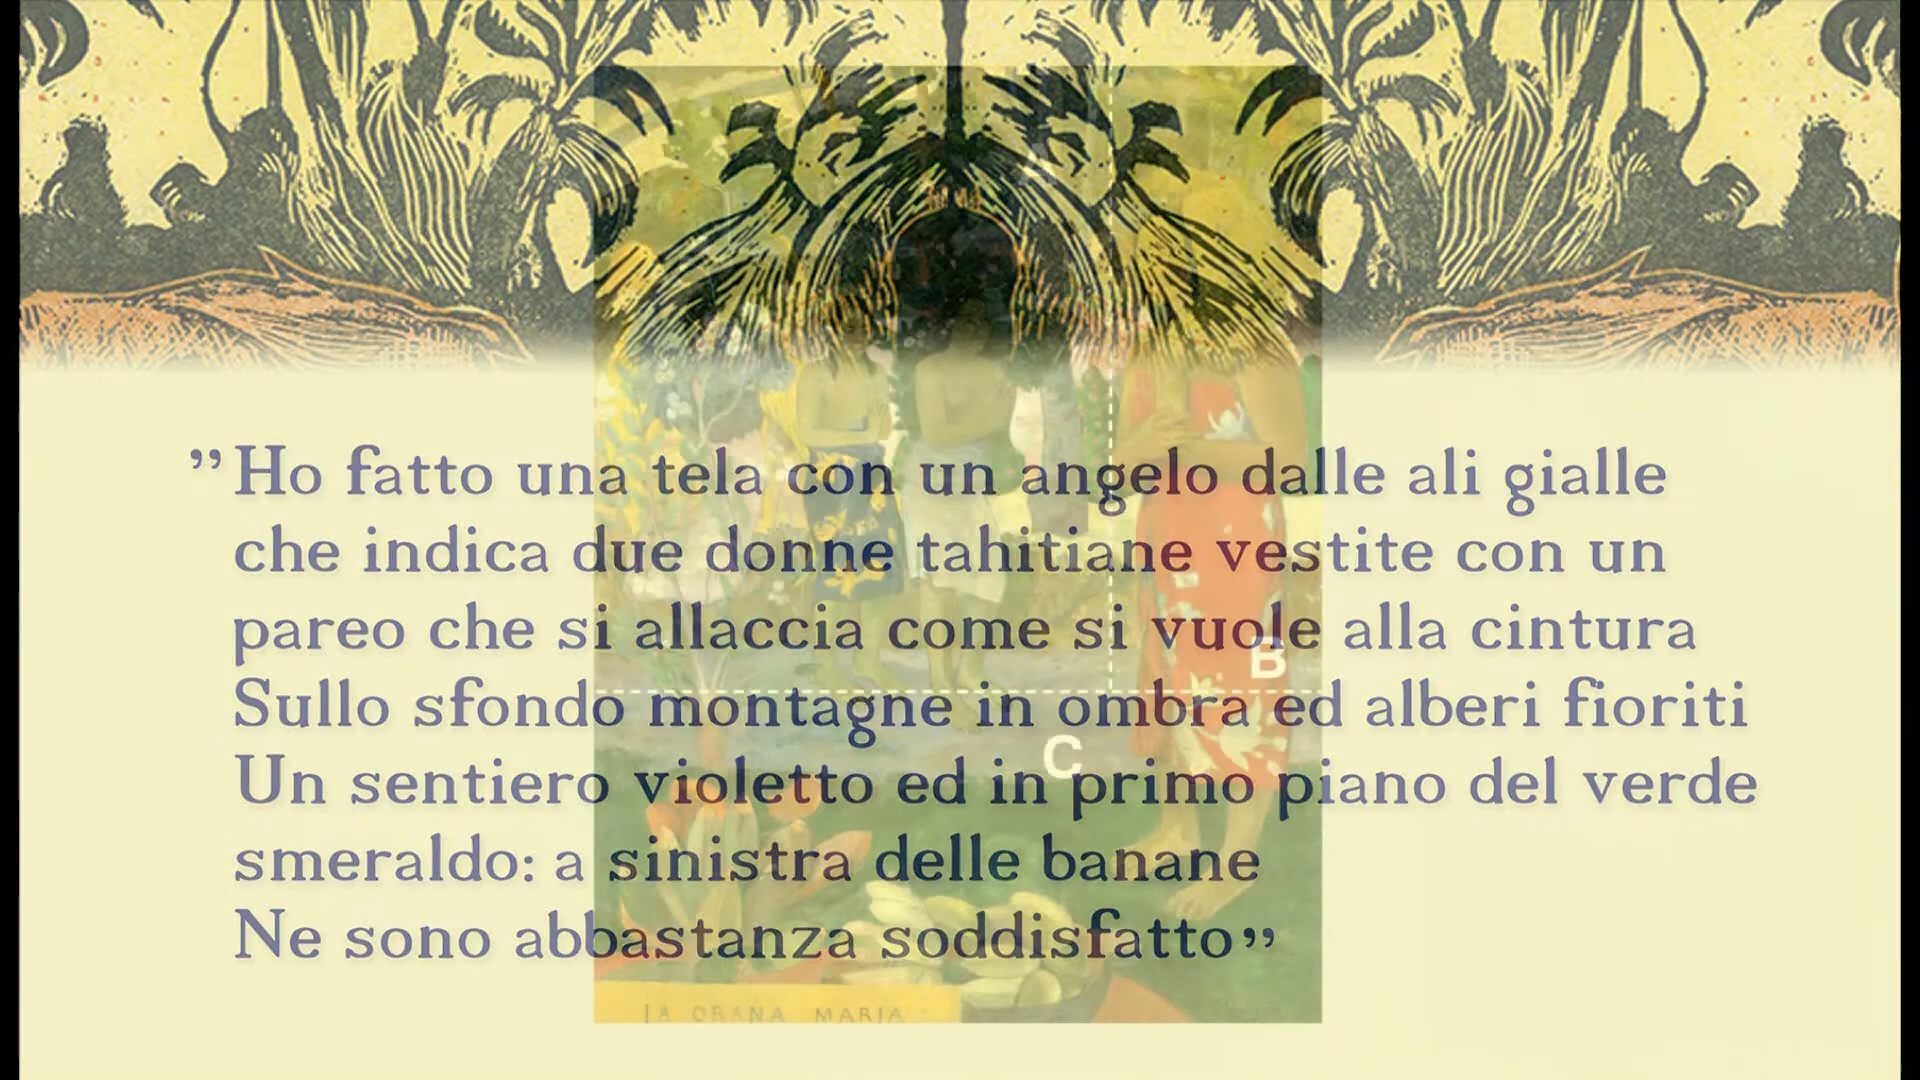 ”Ho fatto una tela con un angelo dalle ali gialle
che indica due donne tahitiane vestite con un
pareo che si allaccia come si vuole alla cintura
Sullo sfondo montagne in ombra ed alberi fioriti
Un sentiero violetto ed in primo piano del verde
smeraldo: a sinistra delle banane
Ne sono abbastanza soddisfatto”
B
C
IA ORANA MARIA